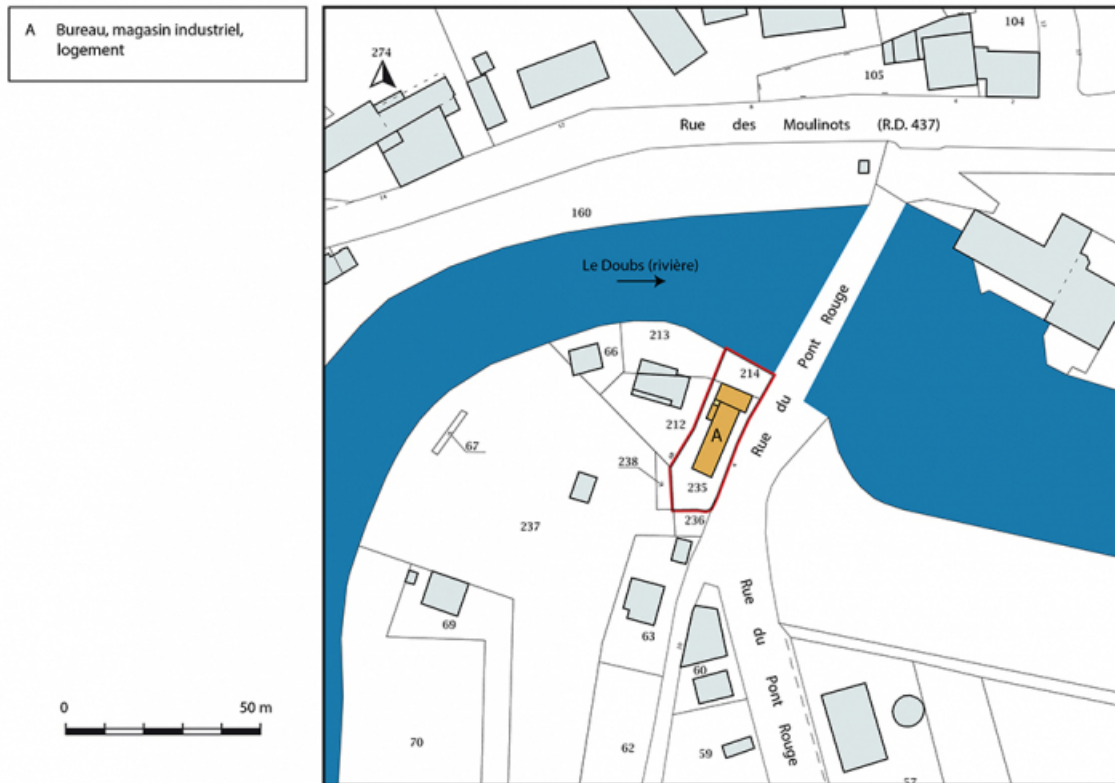 A Bureau, magasin industriel,
logement
274
104
105
Rue des Moulinots (R.D. 437)
160
Le Doubs (rivière)
Rue du Pont Rouge
213
66
214
212
A
67
238
235
236
237
69
63
Rue du Pont Rouge
60
70
62
59
57
0 50 m